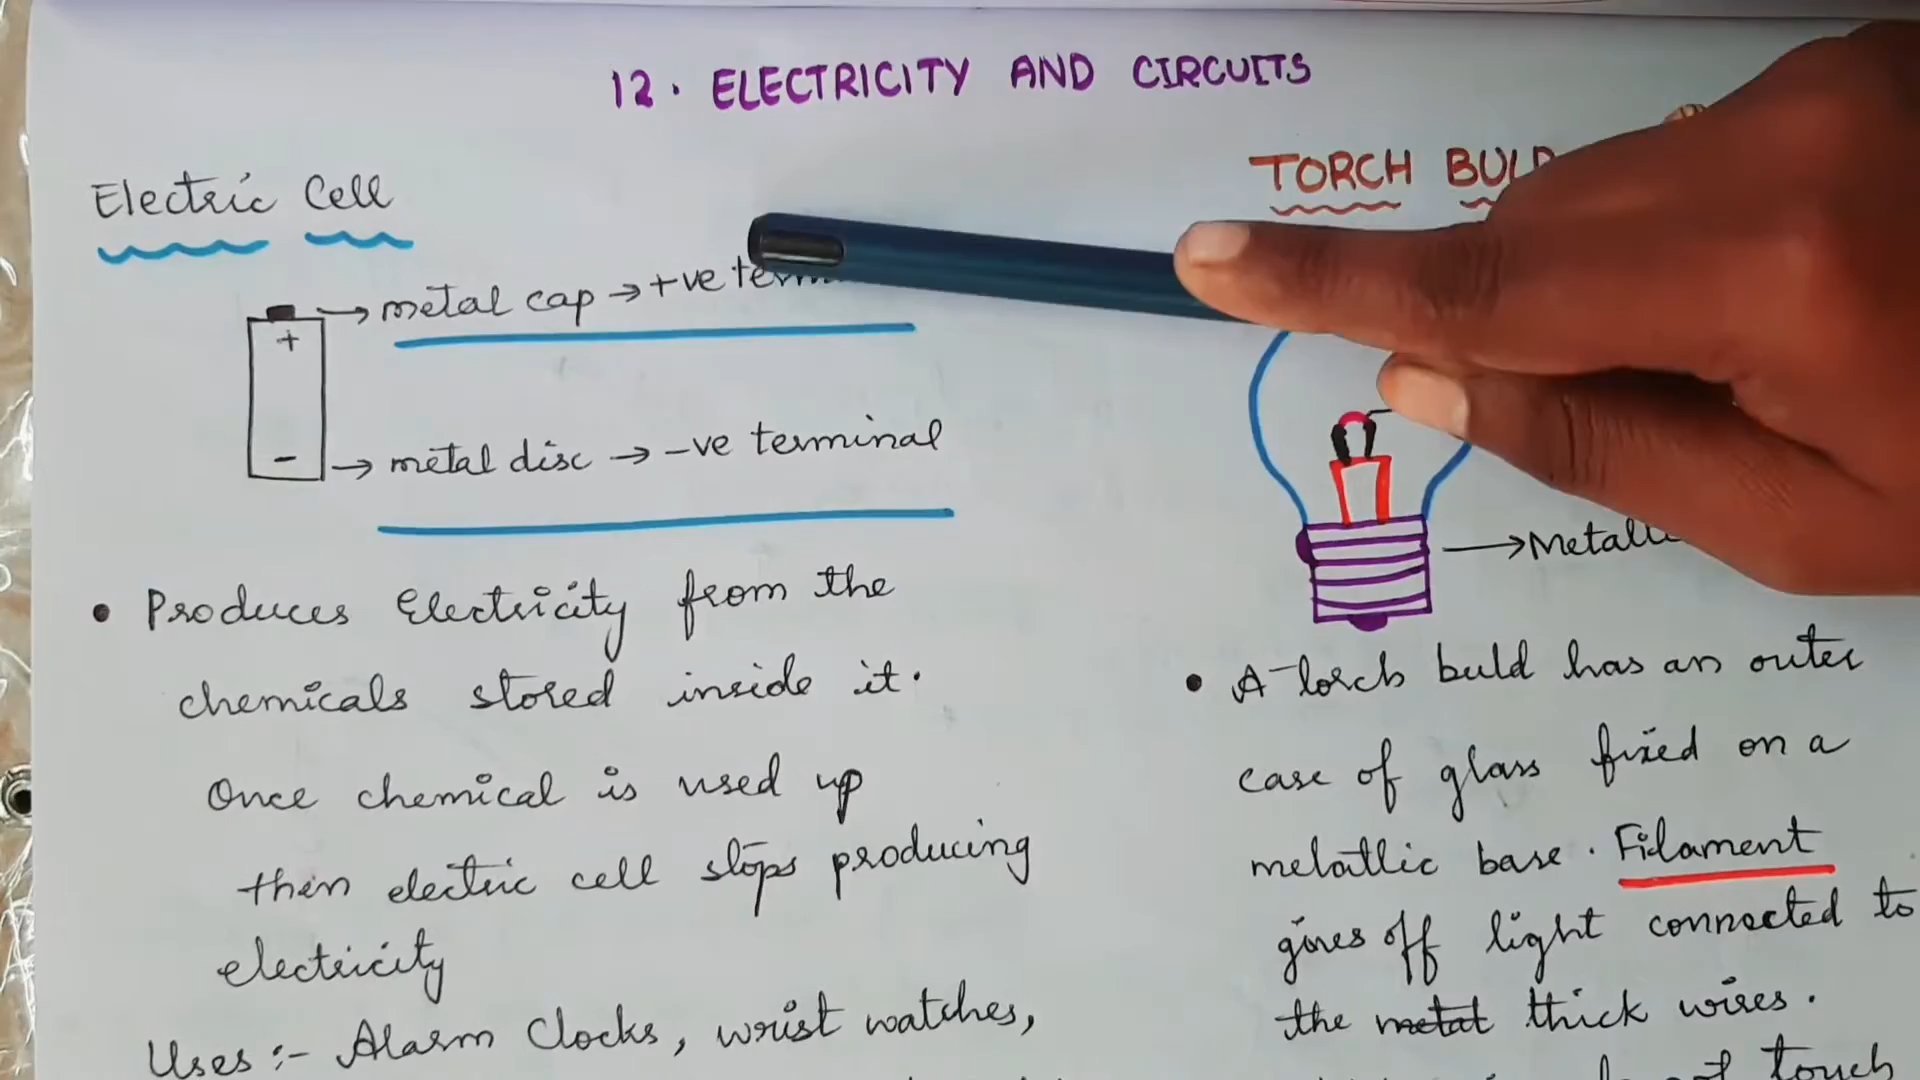 12. ELECTRICITY AND CIRCUITS
Electric Cell
+
metal cap → +ve
-
metal disc → -ve terminal
• Produces Electricity from the
chemicals stored inside it.
Once chemical is used up
then electric cell stops producing
electricity
Uses :- Alarm Clocks, wrist watches,
TORCH
→
• A torch buld has an outer
case of glass fixed on a
metallic base. Filament
gives off light connected to
the metal thick wires.
touch